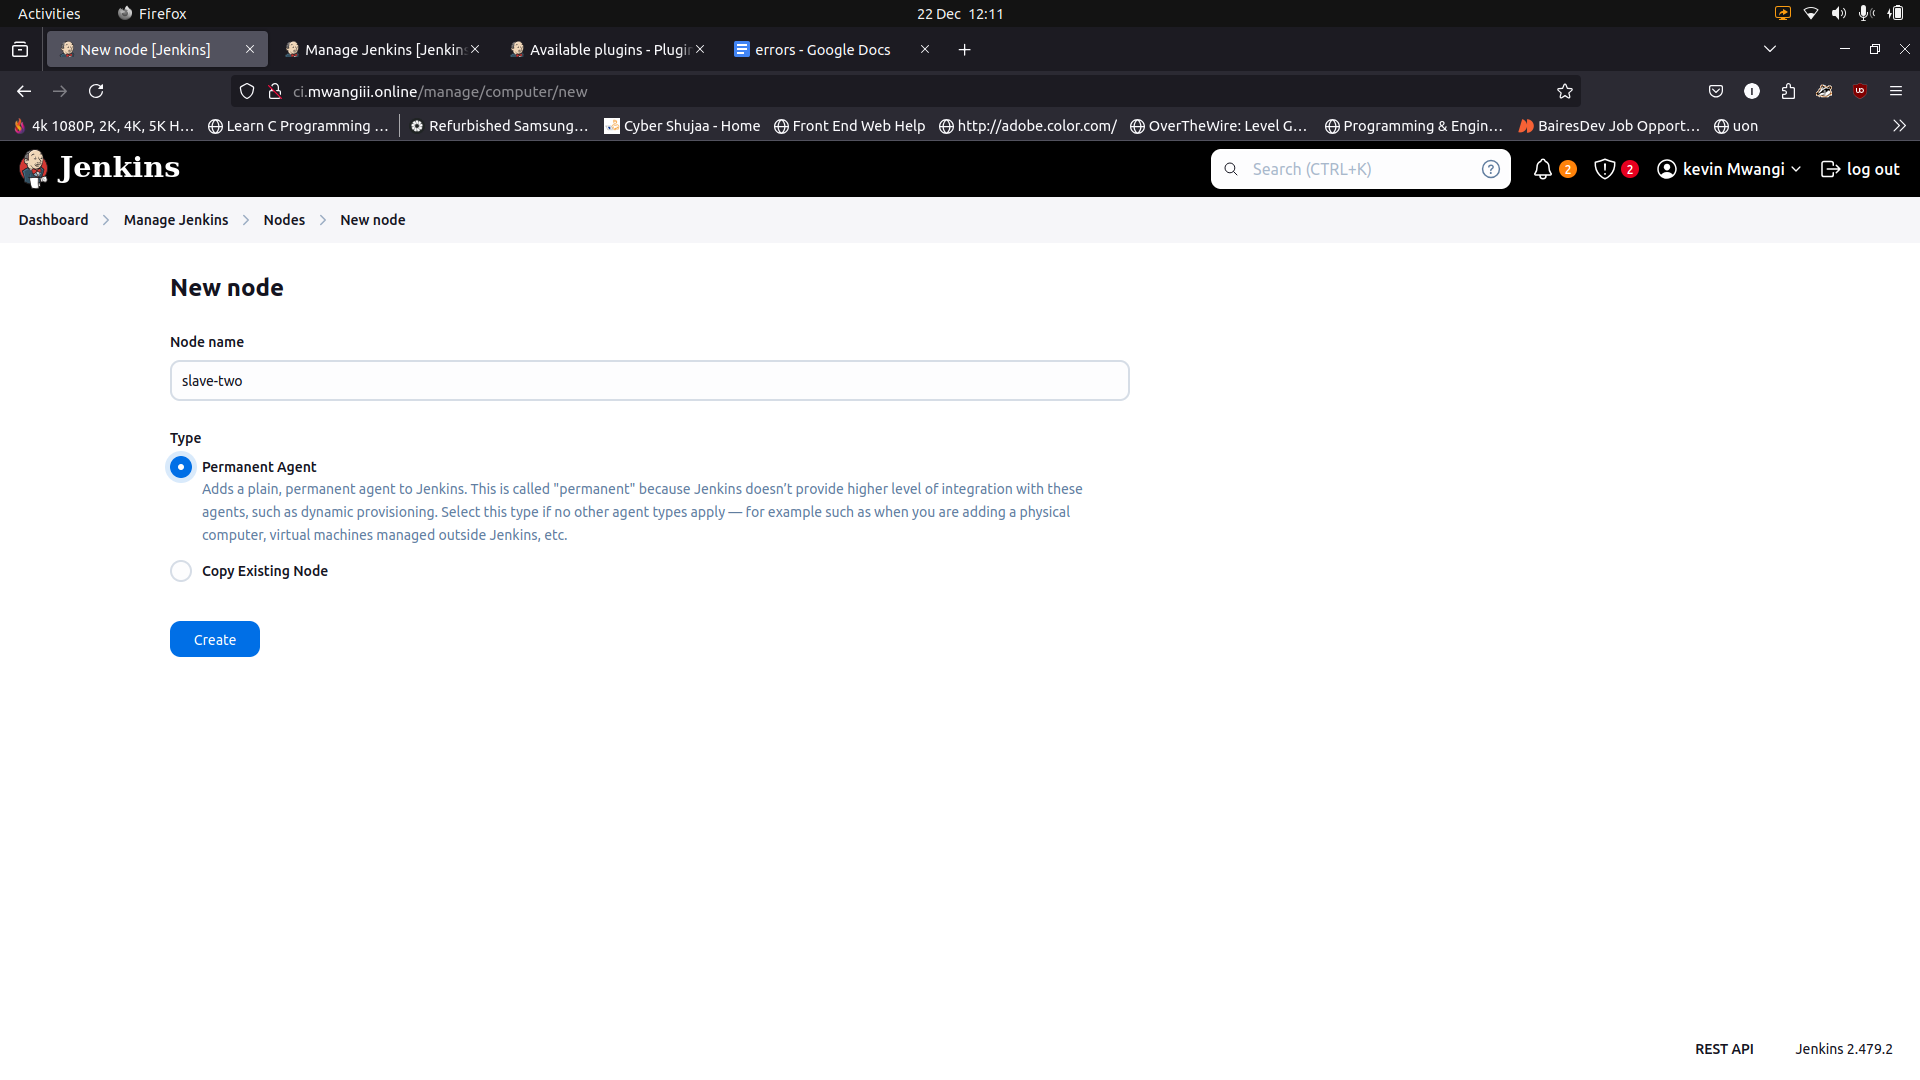 Activities
Firefox
22 Dec 12:11
New node [Jenkins]
Manage Jenkins [Jenkins
Available plugins - Plugin
errors - Google Docs
ci.mwangiii.online/manage/computer/new
4k 1080P, 2K, 4K, 5K H…
Learn C Programming …
Refurbished Samsung…
Cyber Shujaa - Home
Front End Web Help
http://adobe.color.com/
OverTheWire: Level G…
Programming & Engin…
BairesDev Job Opport…
uon
Jenkins
Search (CTRL+K)
?
2
2
kevin Mwangi
log out
Dashboard
Manage Jenkins
Nodes
New node
New node
Node name
slave-two
Type
Permanent Agent
Adds a plain, permanent agent to Jenkins. This is called "permanent" because Jenkins doesn’t provide higher level of integration with these
agents, such as dynamic provisioning. Select this type if no other agent types apply — for example such as when you are adding a physical
computer, virtual machines managed outside Jenkins, etc.
Copy Existing Node
Create
REST API
Jenkins 2.479.2